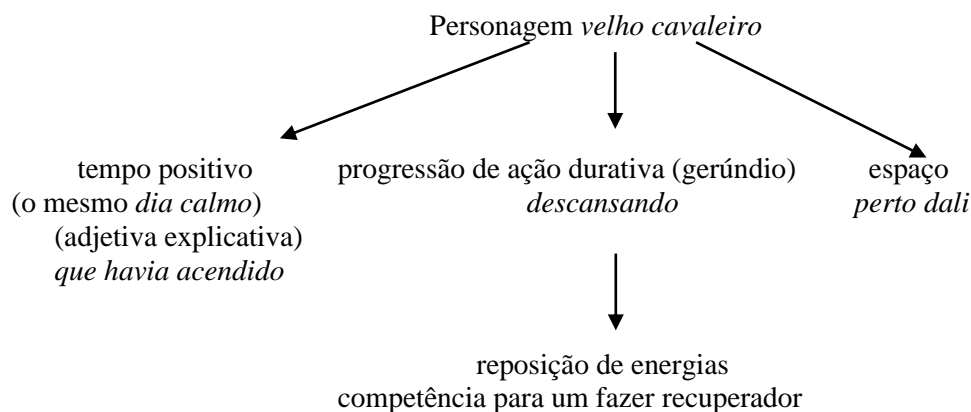 Personagem velho cavaleiro
tempo positivo
(o mesmo dia calmo)
(adjetiva explicativa)
que havia acendido
progressão de ação durativa (gerúndio)
descansando
espaço
perto dali
reposição de energias
competência para um fazer recuperador